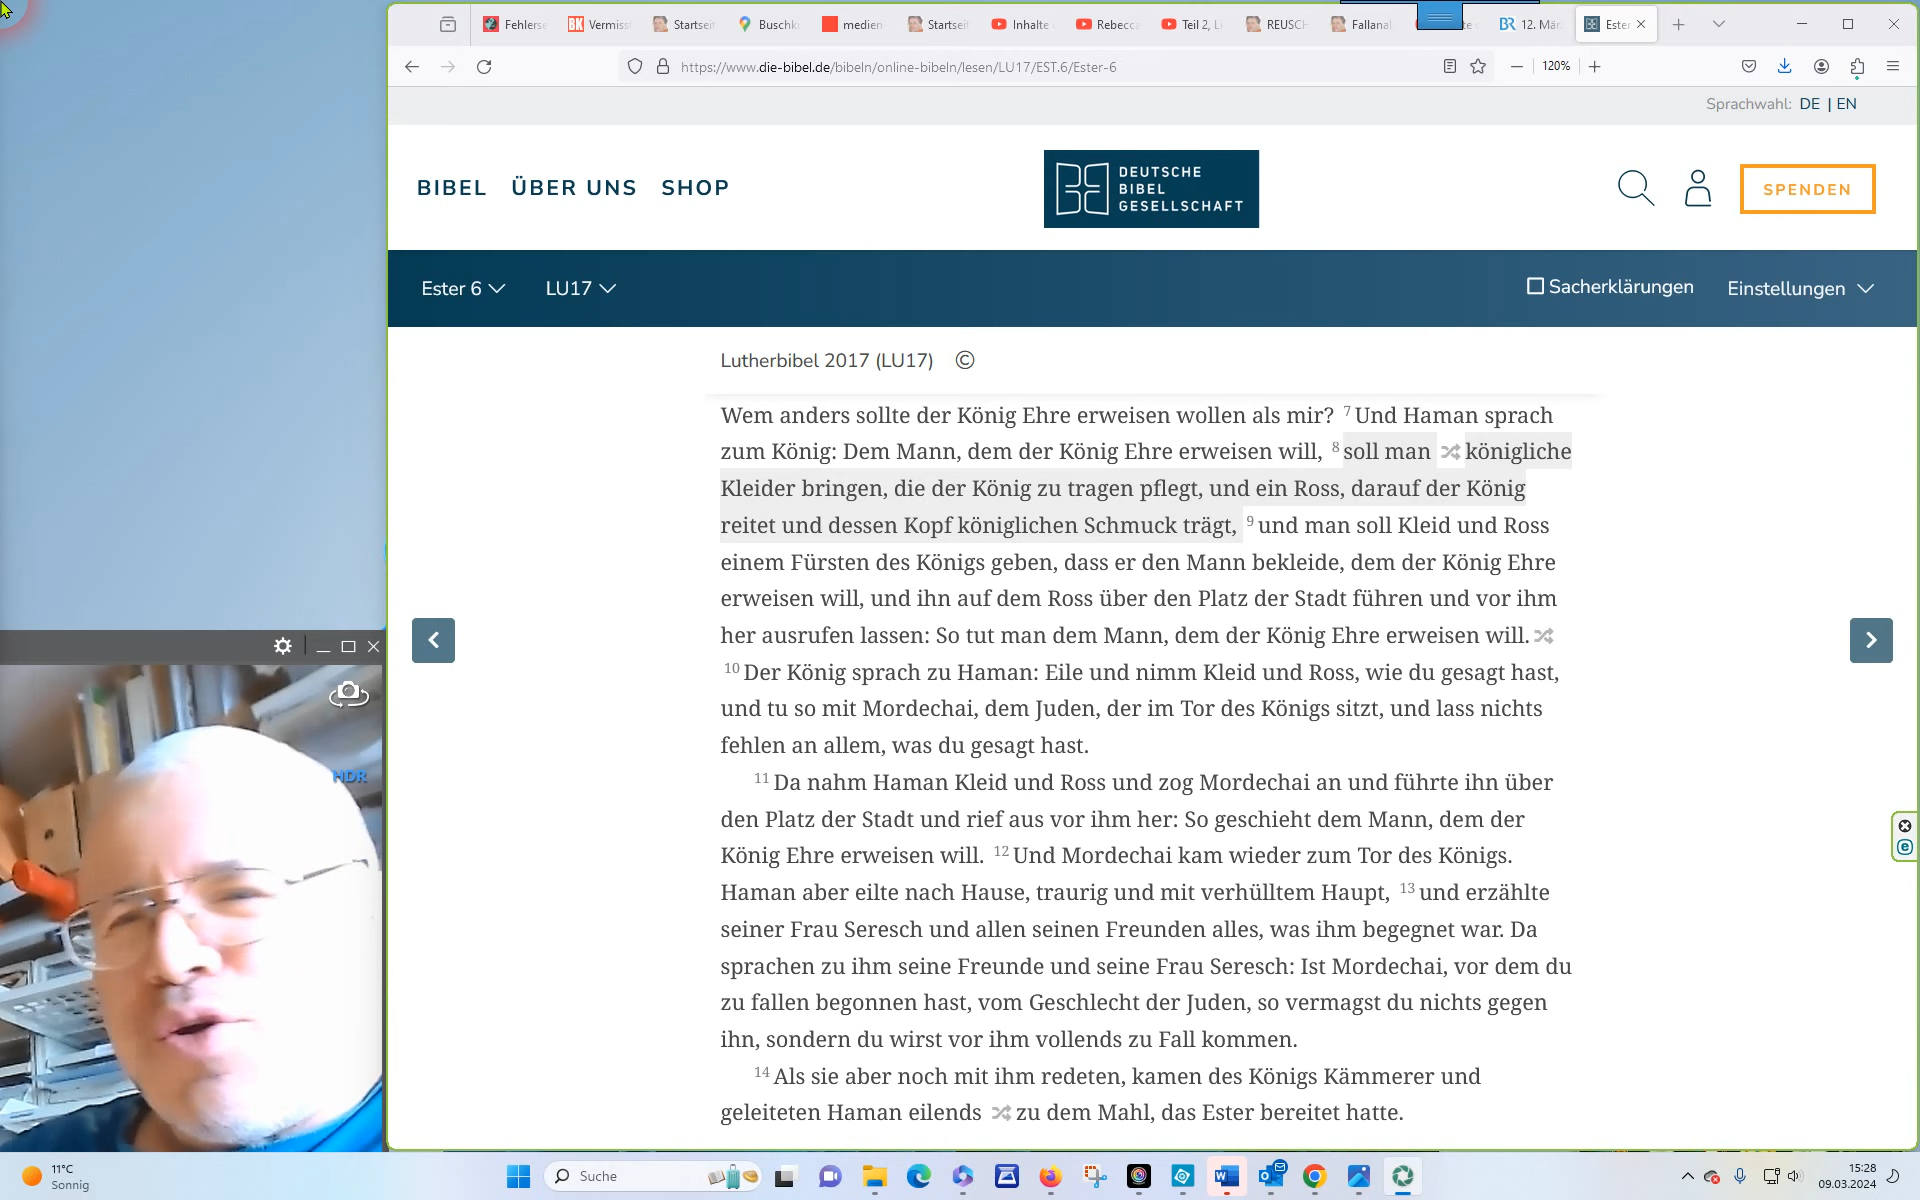 Fehlerse
Vermiss
Startseit
Buschk
medien
Startseit
Inhalte
Rebecca
Teil 2, L
REUSCH
Fallanal
12. Mär
Ester
https://www.die-bibel.de/bibeln/online-bibeln/lesen/LU17/EST.6/Ester-6
120%
Sprachwahl: DE | EN
BIBEL ÜBER UNS SHOP
DEUTSCHE
BIBEL
GESELLSCHAFT
SPENDEN
Ester 6 LU17 Sacherklärungen Einstellungen
Lutherbibel 2017 (LU17) ©
Wem anders sollte der König Ehre erweisen wollen als mir? 7 Und Haman sprach
zum König: Dem Mann, dem der König Ehre erweisen will, 8 soll man königliche
Kleider bringen, die der König zu tragen pflegt, und ein Ross, darauf der König
reitet und dessen Kopf königlichen Schmuck trägt, 9 und man soll Kleid und Ross
einem Fürsten des Königs geben, dass er den Mann bekleide, dem der König Ehre
erweisen will, und ihn auf dem Ross über den Platz der Stadt führen und vor ihm
her ausrufen lassen: So tut man dem Mann, dem der König Ehre erweisen will.
10 Der König sprach zu Haman: Eile und nimm Kleid und Ross, wie du gesagt hast,
und tu so mit Mordechai, dem Juden, der im Tor des Königs sitzt, und lass nichts
fehlen an allem, was du gesagt hast.
11 Da nahm Haman Kleid und Ross und zog Mordechai an und führte ihn über
den Platz der Stadt und rief aus vor ihm her: So geschieht dem Mann, dem der
König Ehre erweisen will. 12 Und Mordechai kam wieder zum Tor des Königs.
Haman aber eilte nach Hause, traurig und mit verhülltem Haupt, 13 und erzählte
seiner Frau Seresch und allen seinen Freunden alles, was ihm begegnet war. Da
sprachen zu ihm seine Freunde und seine Frau Seresch: Ist Mordechai, vor dem du
zu fallen begonnen hast, vom Geschlecht der Juden, so vermagst du nichts gegen
ihn, sondern du wirst vor ihm vollends zu Fall kommen.
14 Als sie aber noch mit ihm redeten, kamen des Königs Kämmerer und
geleiteten Haman eilends zu dem Mahl, das Ester bereitet hatte.
HDR
11°C
Sonnig
Suche
15:28
09.03.2024